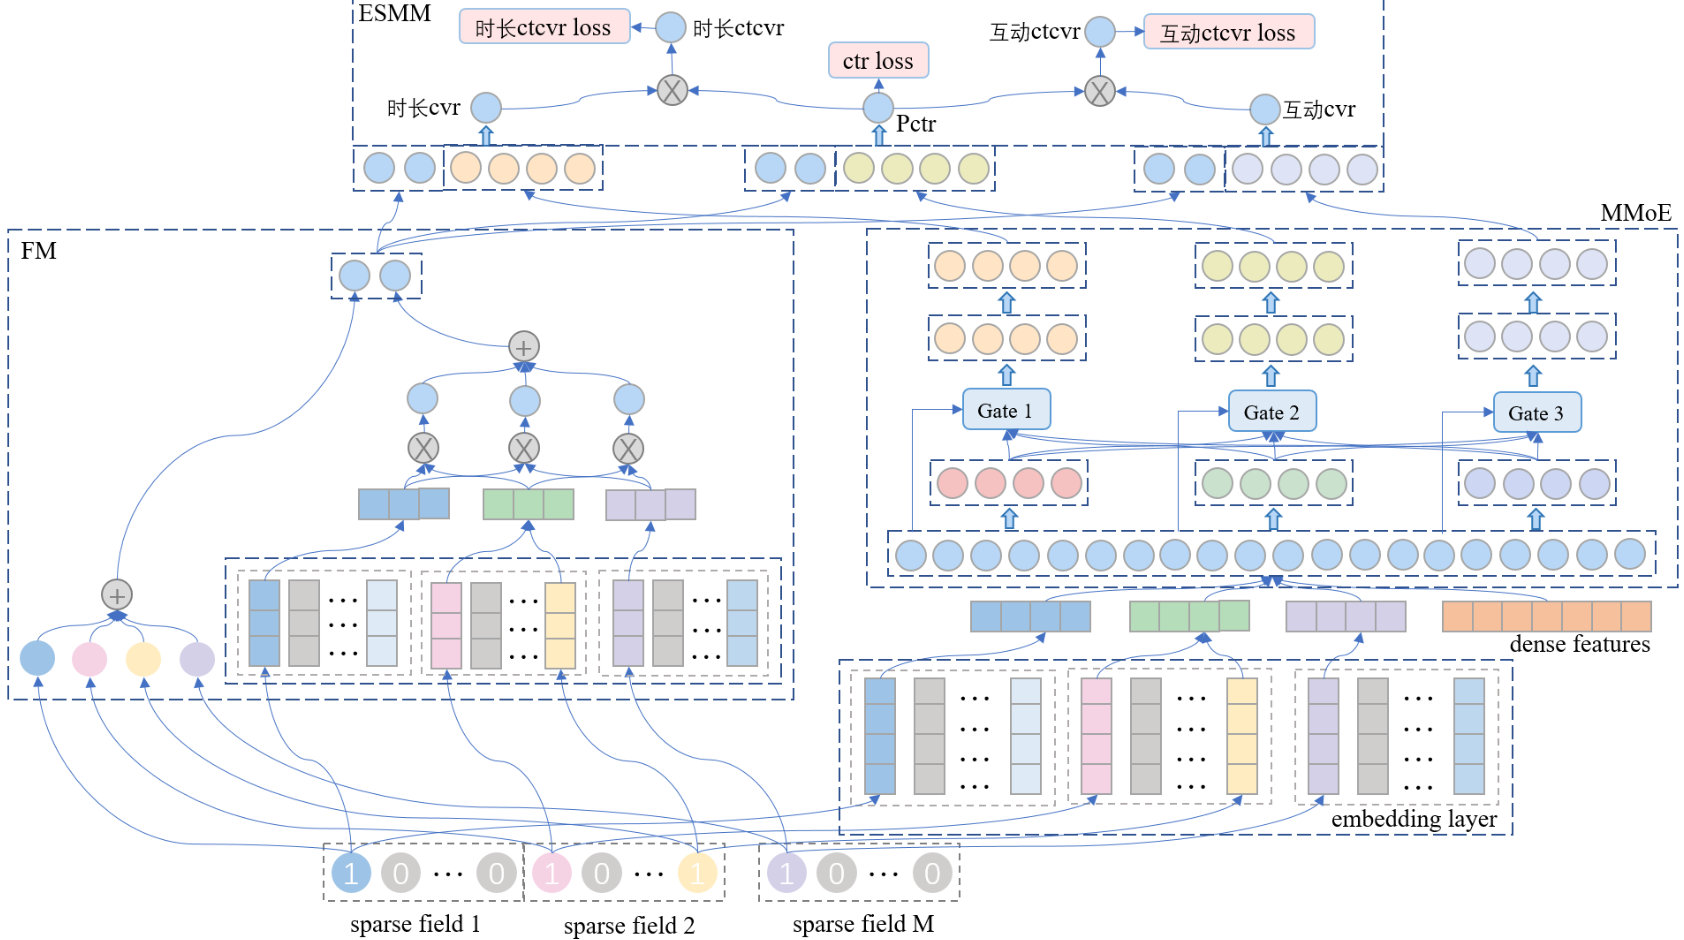 ESMM
时长ctcvr loss
时长ctcvr
互动ctcvr
互动ctcvr loss
ctr loss
X
X
时长cvr
Pctr
互动cvr
MMoE
FM
+
Gate 1
Gate 2
Gate 3
X
X
X
+
...
...
...
...
...
...
...
...
...
dense features
...
...
...
...
...
...
...
...
...
...
...
...
embedding layer
1 0 ... 0
1 0 ... 1
1 0 ... 0
sparse field 1
sparse field 2
sparse field M